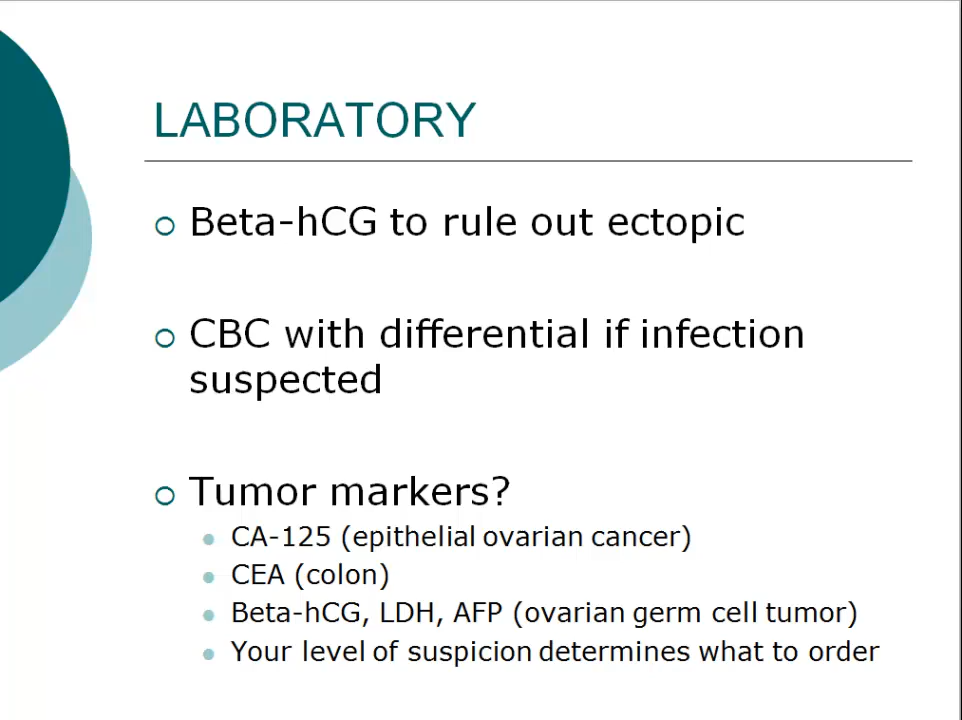 LABORATORY
Beta-hCG to rule out ectopic
CBC with differential if infection
suspected
Tumor markers?
CA-125 (epithelial ovarian cancer)
CEA (colon)
Beta-hCG, LDH, AFP (ovarian germ cell tumor)
Your level of suspicion determines what to order